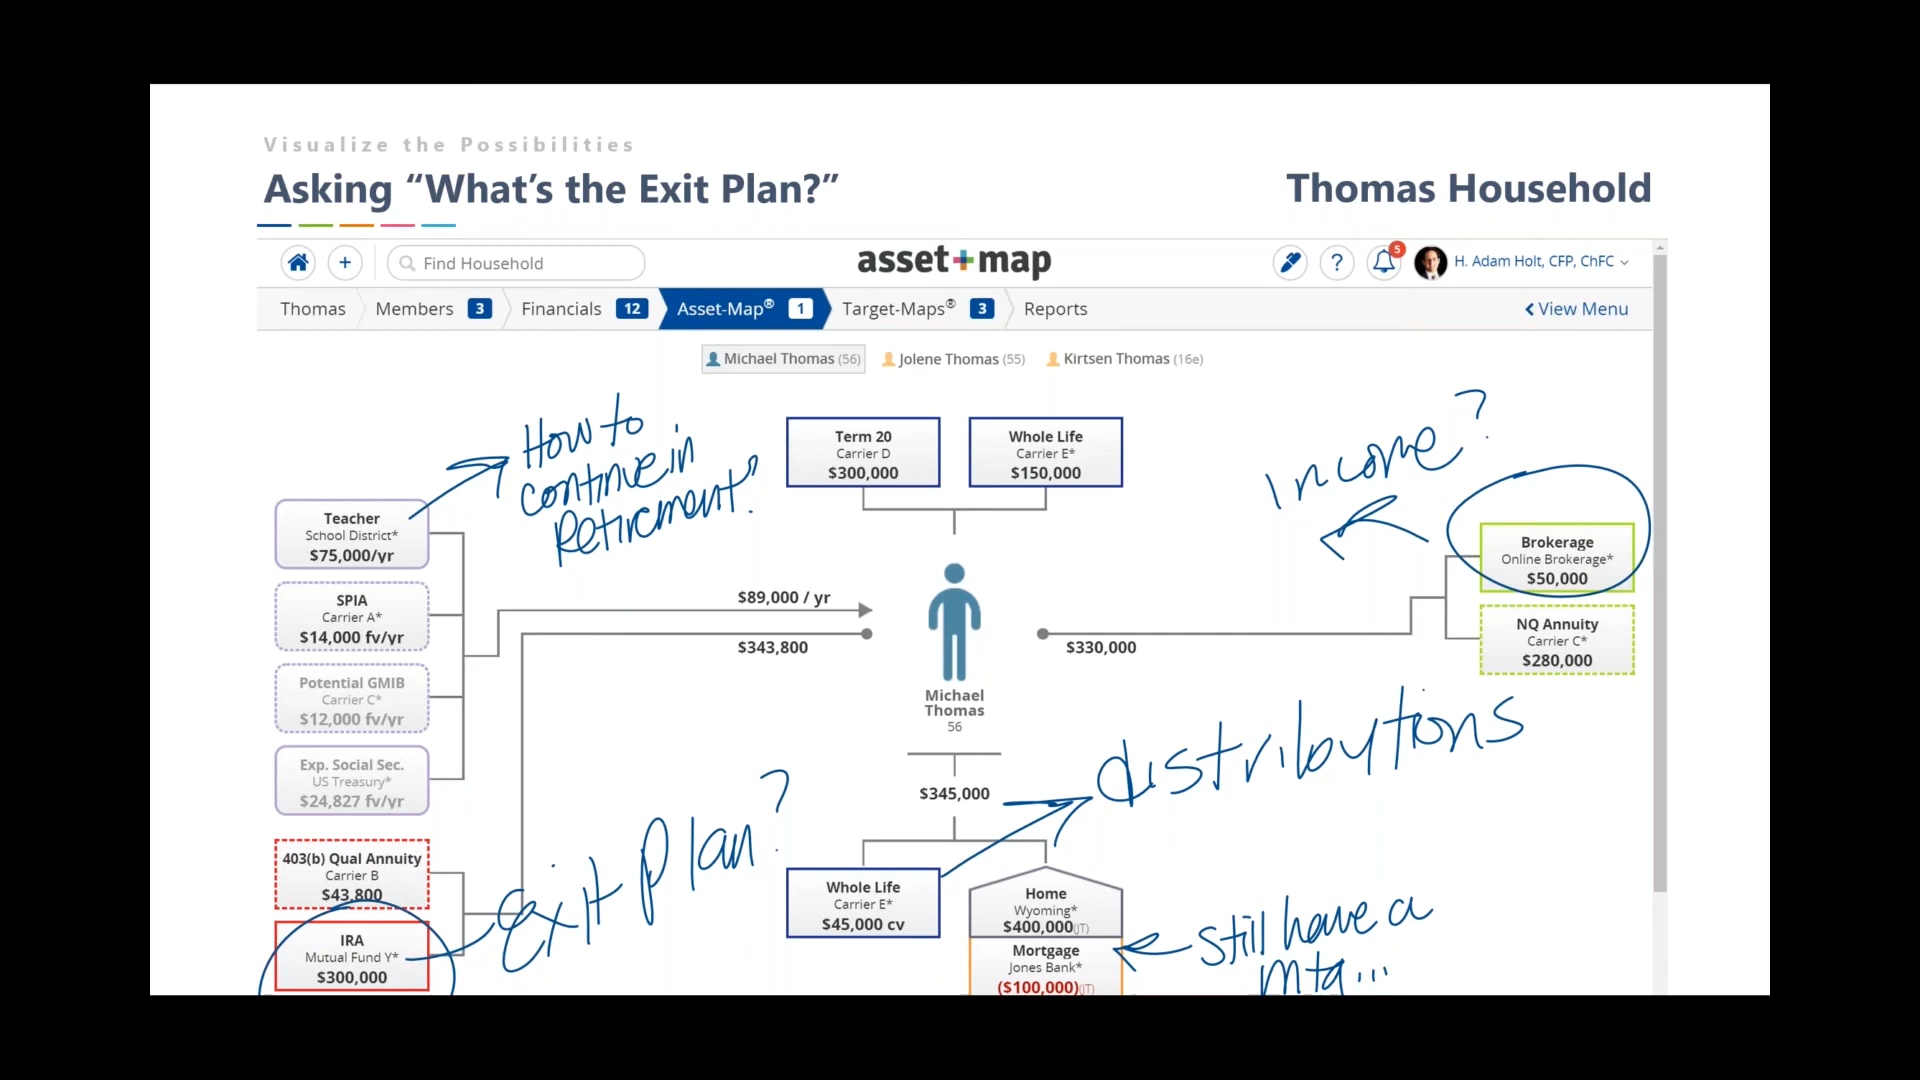 Visualize the Possibilities
Asking “What’s the Exit Plan?”
Thomas Household
Find Household
asset+map
?
5
H. Adam Holt, CFP, ChFC
Thomas
Members 3
Financials 12
Asset-Map® 1
Target-Maps® 3
Reports
View Menu
Michael Thomas (56)
Jolene Thomas (55)
Kirtsen Thomas (16e)
How to
continue in
Retirement?
Income?
Term 20
Carrier D
$300,000
Whole Life
Carrier E*
$150,000
Teacher
School District*
$75,000/yr
SPIA
Carrier A*
$14,000 fv/yr
Potential GMIB
Carrier C*
$12,000 fv/yr
Exp. Social Sec.
US Treasury*
$24,827 fv/yr
403(b) Qual Annuity
Carrier B
$43,800
IRA
Mutual Fund Y*
$300,000
$89,000 / yr
$343,800
Michael
Thomas
56
$330,000
Brokerage
Online Brokerage*
$50,000
NQ Annuity
Carrier C*
$280,000
distributions
$345,000
exit plan?
Whole Life
Carrier E*
$45,000 cv
Home
Wyoming*
$400,000(JT)
Mortgage
Jones Bank*
($100,000)(JT)
still have a
mtg...